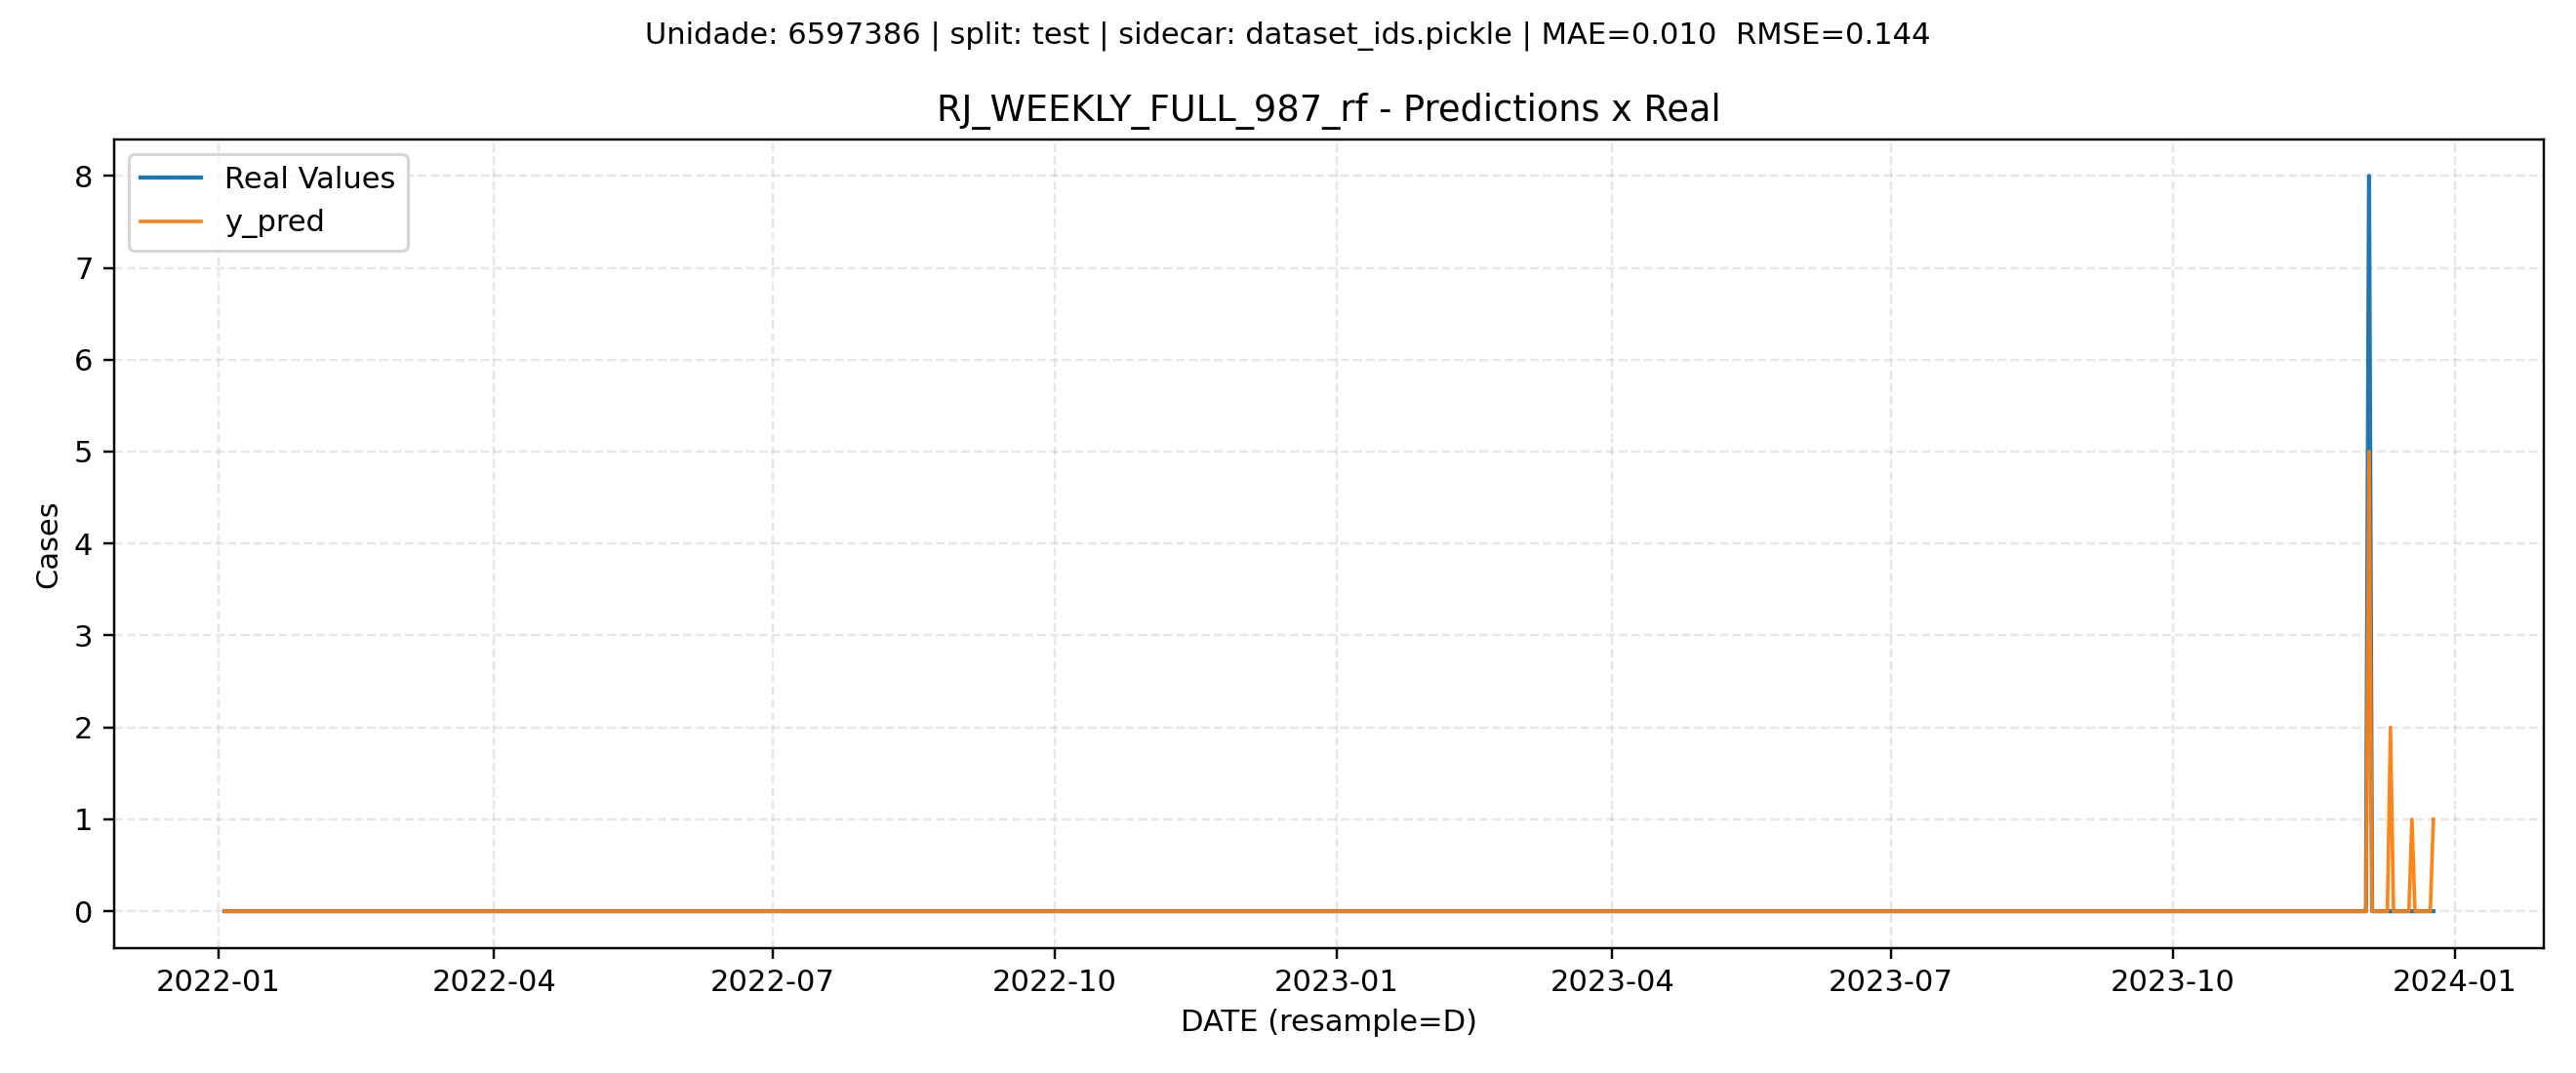 Unidade: 6597386 | split: test | sidecar: dataset_ids.pickle | MAE=0.010  RMSE=0.144
RJ_WEEKLY_FULL_987_rf - Predictions x Real
Real Values
y_pred
8
7
6
5
4
3
2
1
0
Cases
2022-01 2022-04 2022-07 2022-10 2023-01 2023-04 2023-07 2023-10 2024-01
DATE (resample=D)